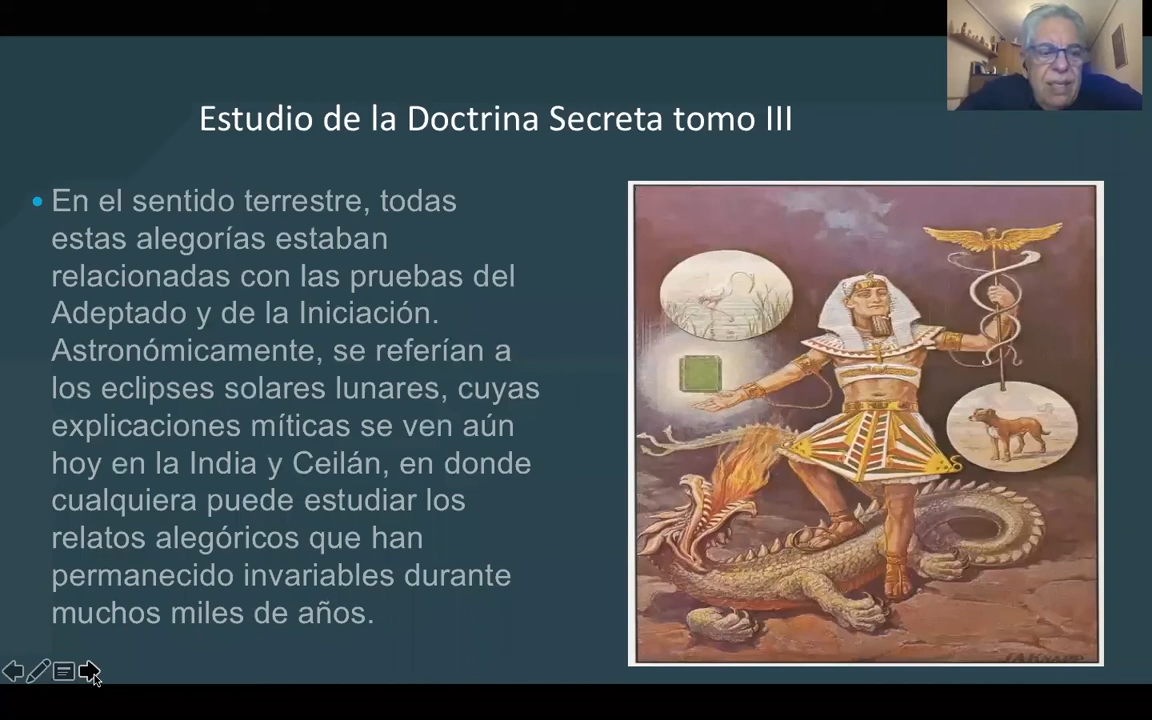 Estudio de la Doctrina Secreta tomo III
En el sentido terrestre, todas
estas alegorías estaban
relacionadas con las pruebas del
Adeptado y de la Iniciación.
Astronómicamente, se referían a
los eclipses solares lunares, cuyas
explicaciones míticas se ven aún
hoy en la India y Ceilán, en donde
cualquiera puede estudiar los
relatos alegóricos que han
permanecido invariables durante
muchos miles de años.